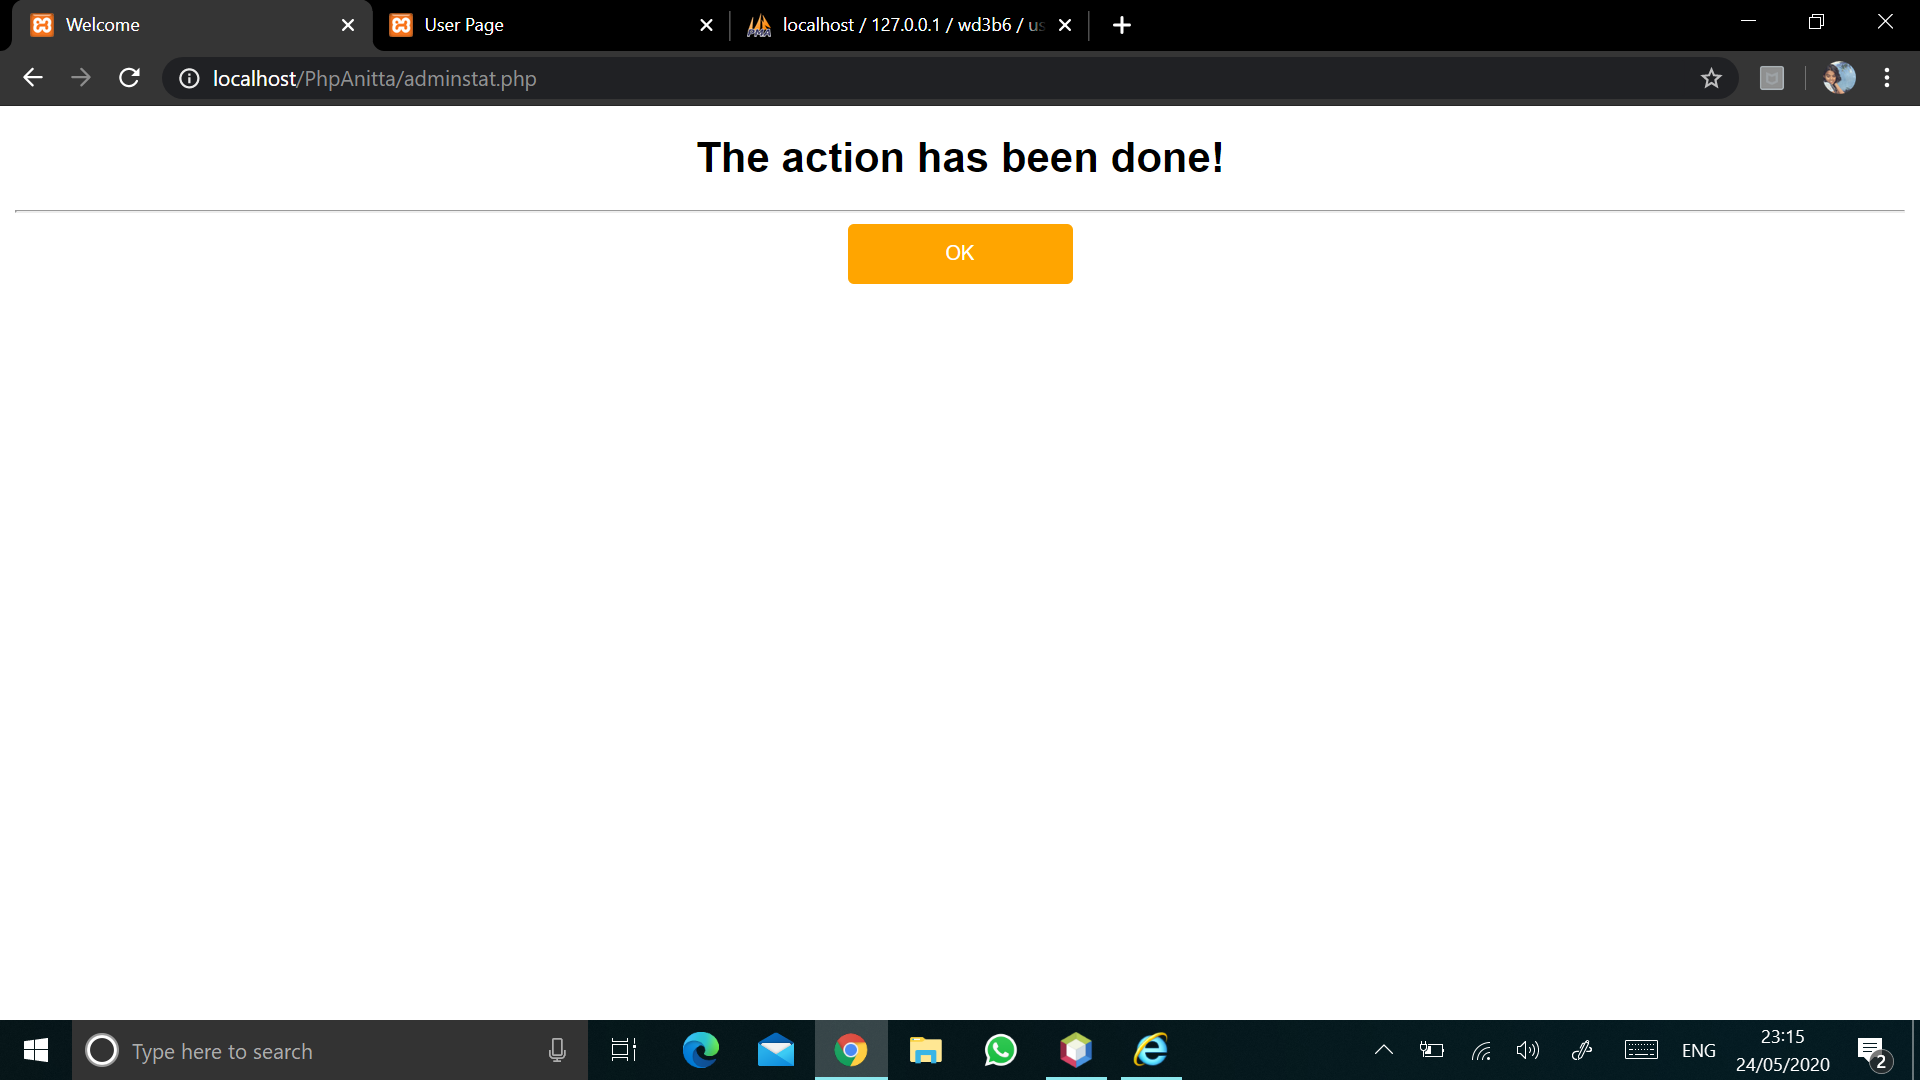 Welcome
User Page
localhost / 127.0.0.1 / wd3b6 / us
localhost/PhpAnitta/adminstat.php
The action has been done!
OK
Type here to search
ENG
23:15
24/05/2020
2